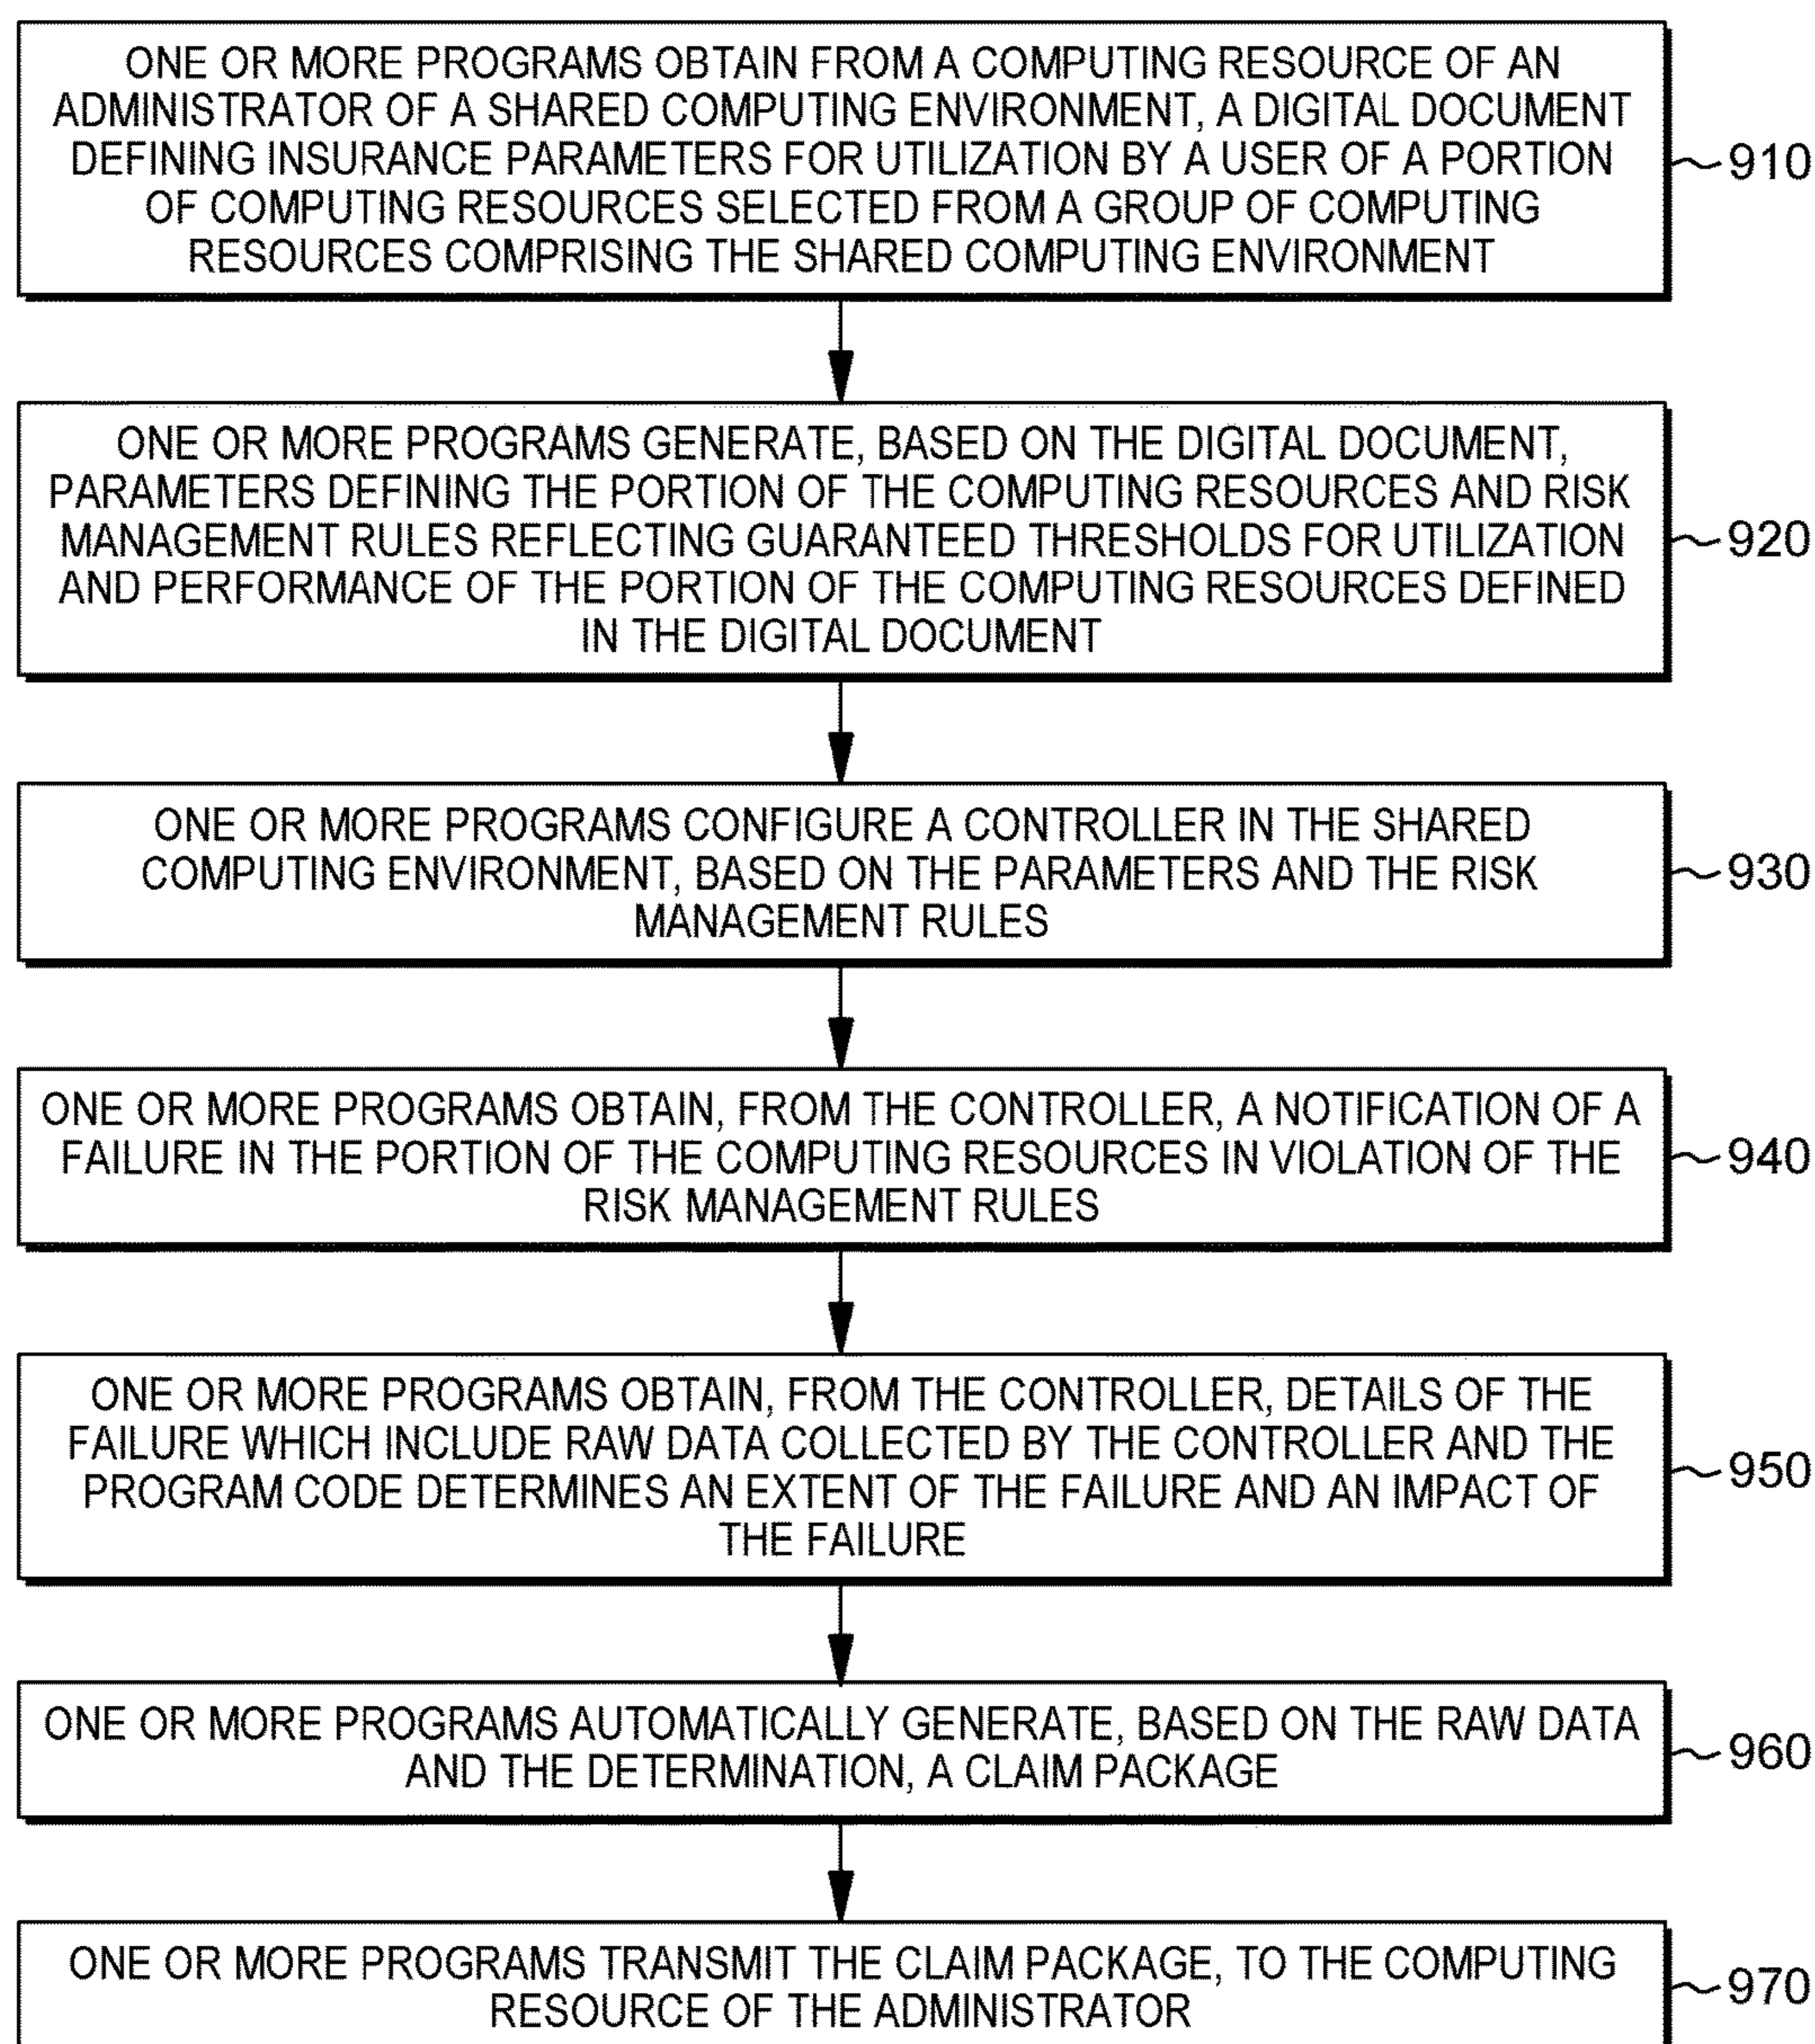 ONE OR MORE PROGRAMS OBTAIN FROM A COMPUTING RESOURCE OF AN
ADMINISTRATOR OF A SHARED COMPUTING ENVIRONMENT, A DIGITAL DOCUMENT
DEFINING INSURANCE PARAMETERS FOR UTILIZATION BY A USER OF A PORTION
OF COMPUTING RESOURCES SELECTED FROM A GROUP OF COMPUTING
RESOURCES COMPRISING THE SHARED COMPUTING ENVIRONMENT
910
ONE OR MORE PROGRAMS GENERATE, BASED ON THE DIGITAL DOCUMENT,
PARAMETERS DEFINING THE PORTION OF THE COMPUTING RESOURCES AND RISK
MANAGEMENT RULES REFLECTING GUARANTEED THRESHOLDS FOR UTILIZATION
AND PERFORMANCE OF THE PORTION OF THE COMPUTING RESOURCES DEFINED
IN THE DIGITAL DOCUMENT
920
ONE OR MORE PROGRAMS CONFIGURE A CONTROLLER IN THE SHARED
COMPUTING ENVIRONMENT, BASED ON THE PARAMETERS AND THE RISK
MANAGEMENT RULES
930
ONE OR MORE PROGRAMS OBTAIN, FROM THE CONTROLLER, A NOTIFICATION OF A
FAILURE IN THE PORTION OF THE COMPUTING RESOURCES IN VIOLATION OF THE
RISK MANAGEMENT RULES
940
ONE OR MORE PROGRAMS OBTAIN, FROM THE CONTROLLER, DETAILS OF THE
FAILURE WHICH INCLUDE RAW DATA COLLECTED BY THE CONTROLLER AND THE
PROGRAM CODE DETERMINES AN EXTENT OF THE FAILURE AND AN IMPACT OF
THE FAILURE
950
ONE OR MORE PROGRAMS AUTOMATICALLY GENERATE, BASED ON THE RAW DATA
AND THE DETERMINATION, A CLAIM PACKAGE
960
ONE OR MORE PROGRAMS TRANSMIT THE CLAIM PACKAGE, TO THE COMPUTING
RESOURCE OF THE ADMINISTRATOR
970